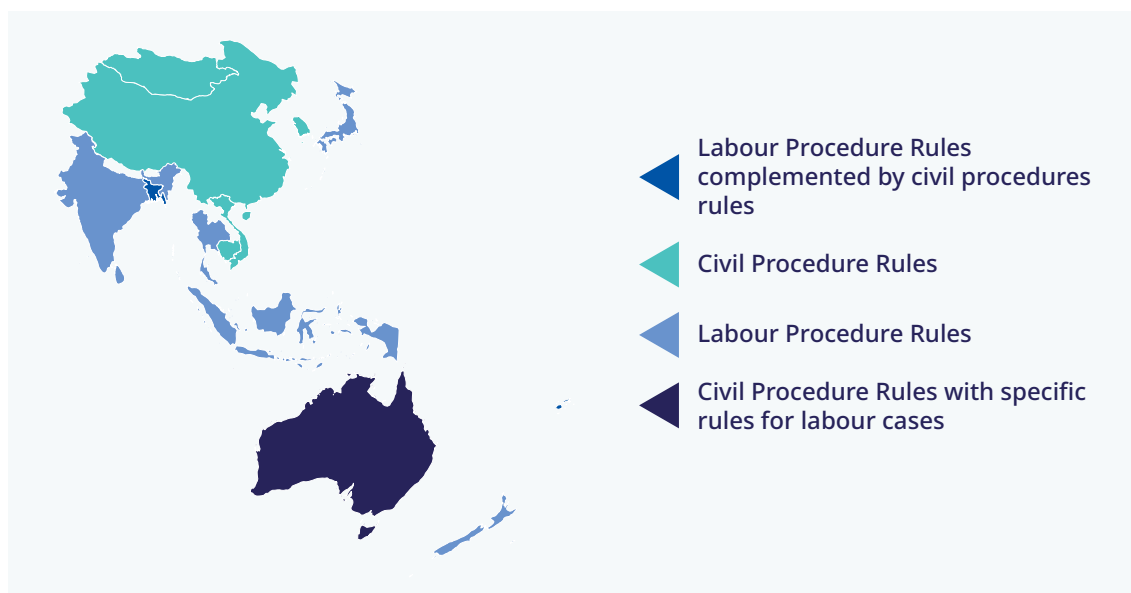 Labour Procedure Rules
complemented by civil procedures
rules
Civil Procedure Rules
Labour Procedure Rules
Civil Procedure Rules with specific
rules for labour cases